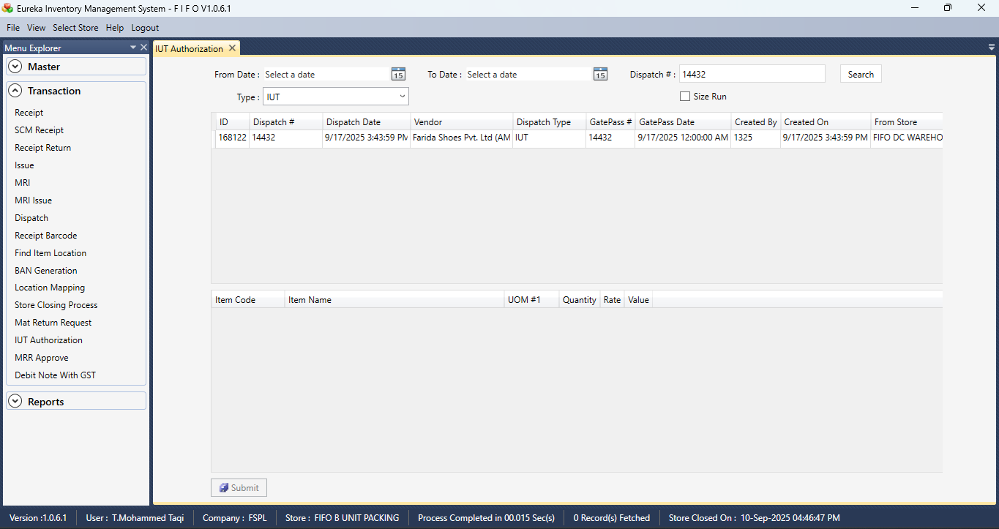 Eureka Inventory Management System - F I F O V1.0.6.1
File View Select Store Help Logout
Menu Explorer
IUT Authorization
Master
Transaction
Receipt
SCM Receipt
Receipt Return
Issue
MRI
MRI Issue
Dispatch
Receipt Barcode
Find Item Location
BAN Generation
Location Mapping
Store Closing Process
Mat Return Request
IUT Authorization
MRR Approve
Debit Note With GST
Reports
From Date : Select a date 15 To Date : Select a date 15 Dispatch # : 14432 Search
Type : IUT Size Run
ID Dispatch # Dispatch Date Vendor Dispatch Type GatePass # GatePass Date Created By Created On From Store
168122 14432 9/17/2025 3:43:59 PM Farida Shoes Pvt. Ltd (AM IUT 14432 9/17/2025 12:00:00 AM 1325 9/17/2025 3:43:59 PM FIFO DC WAREHO
Item Code Item Name UOM #1 Quantity Rate Value
Submit
Version :1.0.6.1 User : T.Mohammed Taqi Company : FSPL Store : FIFO B UNIT PACKING Process Completed in 00.015 Sec(s) 0 Record(s) Fetched Store Closed On : 10-Sep-2025 04:46:47 PM